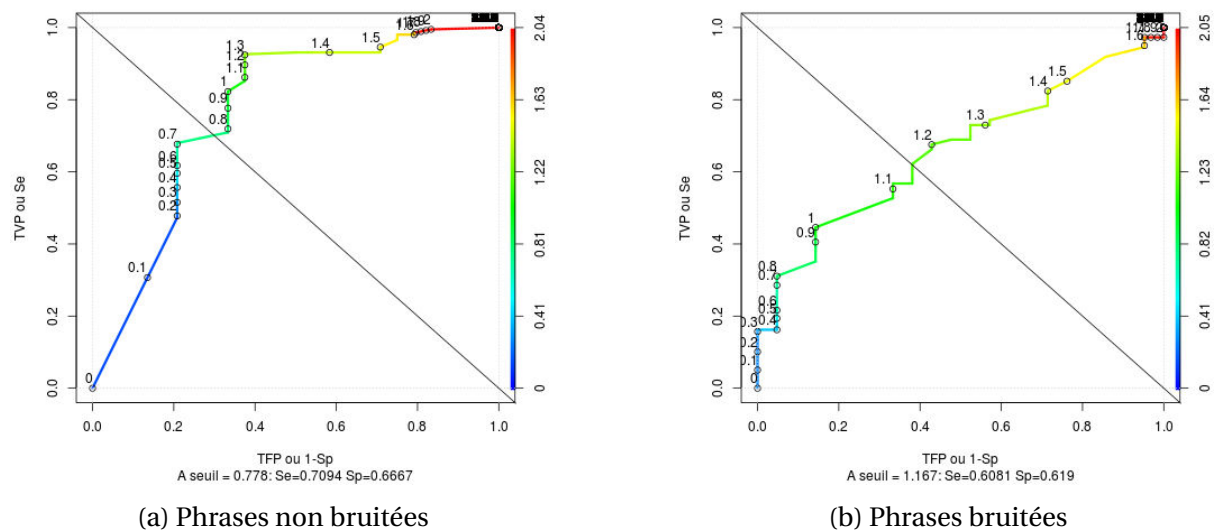 TVP ou Se
0.0 0.2 0.4 0.6 0.8 1.0
0 0.1 0.2 0.3 0.4 0.5 0.6 0.7 0.8 0.9 1 1.1 1.2 1.3 1.4 1.5
0 0.41 0.81 1.22 1.63 2.04
0.0 0.2 0.4 0.6 0.8 1.0
TFP ou 1-Sp
A seuil = 0.778: Se=0.7094 Sp=0.6667
(a) Phrases non bruitées
TVP ou Se
0.0 0.2 0.4 0.6 0.8 1.0
0 0.1 0.2 0.3 0.4 0.5 0.6 0.7 0.8 0.9 1 1.1 1.2 1.3 1.4 1.5
0 0.41 0.82 1.23 1.64 2.05
0.0 0.2 0.4 0.6 0.8 1.0
TFP ou 1-Sp
A seuil = 1.167: Se=0.6081 Sp=0.619
(b) Phrases bruitées